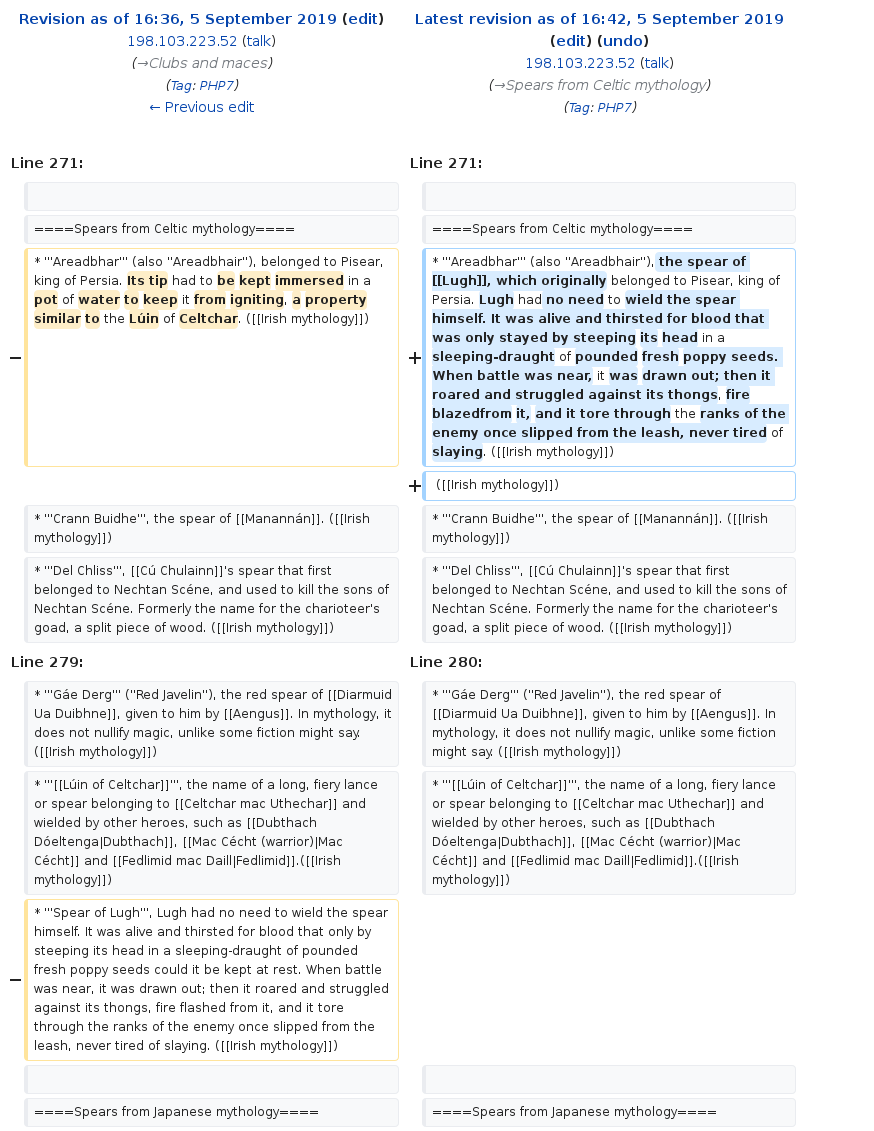 Revision as of 16:36, 5 September 2019 (edit)
198.103.223.52 (talk)
(→Clubs and maces)
(Tag: PHP7)
← Previous edit
Latest revision as of 16:42, 5 September 2019
(edit) (undo)
198.103.223.52 (talk)
(→Spears from Celtic mythology)
(Tag: PHP7)
Line 271:
Line 271:
====Spears from Celtic mythology====
====Spears from Celtic mythology====
−
* '''Areadbhar''' (also ''Areadbhair''), belonged to Pisear,
king of Persia. Its tip had to be kept immersed in a
pot of water to keep it from igniting, a property
similar to the Lúin of Celtchar. ([[Irish mythology]])
+
* '''Areadbhar''' (also ''Areadbhair''), the spear of
[[Lugh]], which originally belonged to Pisear, king of
Persia. Lugh had no need to wield the spear
himself. It was alive and thirsted for blood that
was only stayed by steeping its head in a
sleeping-draught of pounded fresh poppy seeds.
When battle was near, it was drawn out; then it
roared and struggled against its thongs, fire
blazedfrom it, and it tore through the ranks of the
enemy once slipped from the leash, never tired of
slaying. ([[Irish mythology]])
+
([[Irish mythology]])
* '''Crann Buidhe''', the spear of [[Manannán]]. ([[Irish
mythology]])
* '''Crann Buidhe''', the spear of [[Manannán]]. ([[Irish
mythology]])
* '''Del Chliss''', [[Cú Chulainn]]'s spear that first
belonged to Nechtan Scéne, and used to kill the sons of
Nechtan Scéne. Formerly the name for the charioteer's
goad, a split piece of wood. ([[Irish mythology]])
* '''Del Chliss''', [[Cú Chulainn]]'s spear that first
belonged to Nechtan Scéne, and used to kill the sons of
Nechtan Scéne. Formerly the name for the charioteer's
goad, a split piece of wood. ([[Irish mythology]])
Line 279:
Line 280:
* '''Gáe Derg''' (''Red Javelin''), the red spear of [[Diarmuid
Ua Duibhne]], given to him by [[Aengus]]. In mythology, it
does not nullify magic, unlike some fiction might say.
([[Irish mythology]])
* '''Gáe Derg''' (''Red Javelin''), the red spear of
[[Diarmuid Ua Duibhne]], given to him by [[Aengus]]. In
mythology, it does not nullify magic, unlike some fiction
might say. ([[Irish mythology]])
* '''[[Lúin of Celtchar]]''', the name of a long, fiery lance
or spear belonging to [[Celtchar mac Uthechar]] and
wielded by other heroes, such as [[Dubthach
Dóeltenga|Dubthach]], [[Mac Cécht (warrior)|Mac
Cécht]] and [[Fedlimid mac Daill|Fedlimid]].([[Irish
mythology]])
* '''[[Lúin of Celtchar]]''', the name of a long, fiery lance
or spear belonging to [[Celtchar mac Uthechar]] and
wielded by other heroes, such as [[Dubthach
Dóeltenga|Dubthach]], [[Mac Cécht (warrior)|Mac
Cécht]] and [[Fedlimid mac Daill|Fedlimid]].([[Irish
mythology]])
−
* '''Spear of Lugh''', Lugh had no need to wield the spear
himself. It was alive and thirsted for blood that only by
steeping its head in a sleeping-draught of pounded
fresh poppy seeds could it be kept at rest. When battle
was near, it was drawn out; then it roared and struggled
against its thongs, fire flashed from it, and it tore
through the ranks of the enemy once slipped from the
leash, never tired of slaying. ([[Irish mythology]])
====Spears from Japanese mythology====
====Spears from Japanese mythology====